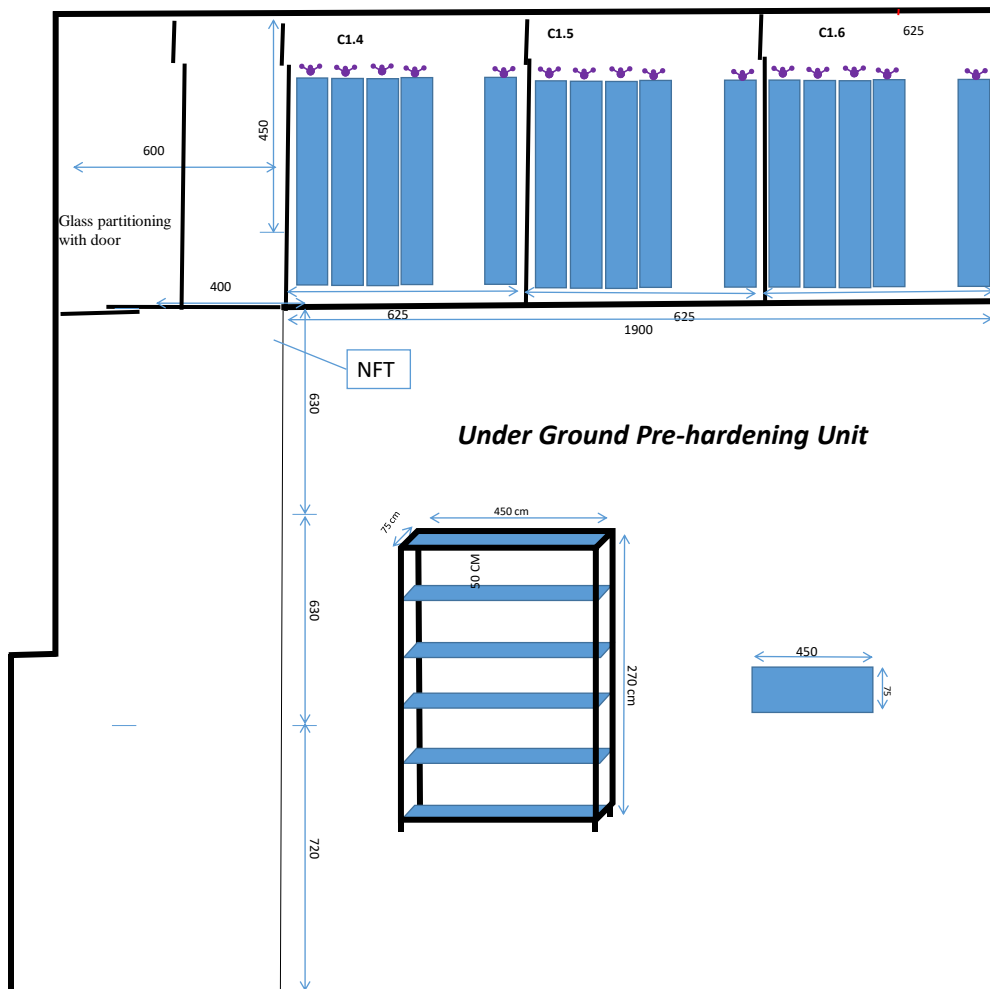 C1.4
C1.5
C1.6
625
450
600
Glass partitioning
with door
400
625
625
1900
NFT
630
Under Ground Pre-hardening Unit
450 cm
75 cm
50 CM
630
270 cm
450
75
720